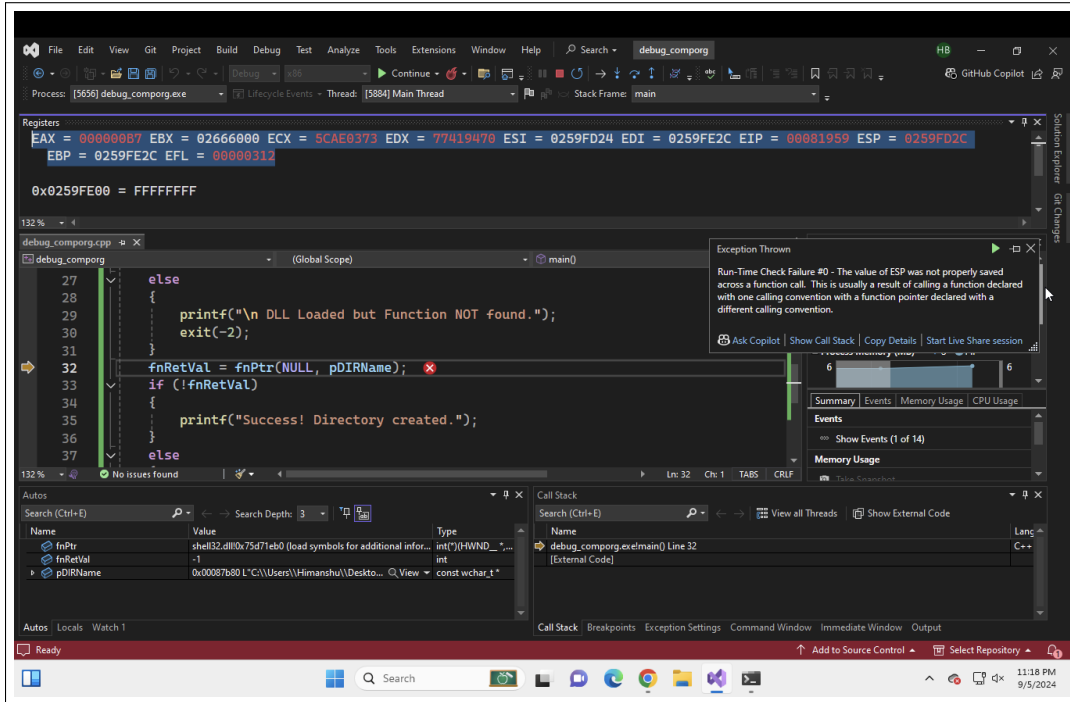 File Edit View Git Project Build Debug Test Analyze Tools Extensions Window Help Search debug_comporg HB
Debug x86 Continue GitHub Copilot
Process: [5656] debug_comporg.exe Lifecycle Events Thread: [5884] Main Thread Stack Frame: main
Registers
EAX = 000000B7 EBX = 02666000 ECX = 5CAE0373 EDX = 77419470 ESI = 0259FD24 EDI = 0259FE2C EIP = 00081959 ESP = 0259FD2C
EBP = 0259FE2C EFL = 00000312
0x0259FE00 = FFFFFFFF
132 %
Solution Explorer
Git Changes
debug_comporg.cpp
debug_comporg (Global Scope) main()
27 else
28 {
29 printf("\n DLL Loaded but Function NOT found.");
30 exit(-2);
31 }
32 fnRetVal = fnPtr(NULL, pDIRName);
33 if (!fnRetVal)
34 {
35 printf("Success! Directory created.");
36 }
37 else
132 % No issues found Ln: 32 Ch: 1 TABS CRLF
Exception Thrown
Run-Time Check Failure #0 - The value of ESP was not properly saved
across a function call. This is usually a result of calling a function declared
with one calling convention with a function pointer declared with a
different calling convention.
Ask Copilot | Show Call Stack | Copy Details | Start Live Share session
6 6
Summary Events Memory Usage CPU Usage
Events
Show Events (1 of 14)
Memory Usage
Take Snapshot
Autos
Search (Ctrl+E) Search Depth: 3
Name Value Type
fnPtr shell32.dll!0x75d71eb0 (load symbols for additional infor... int(*)(HWND__ *,...
fnRetVal -1 int
pDIRName 0x00087b80 L"C:\\Users\\Himanshu\\Deskto... View const wchar_t *
Autos Locals Watch 1
Call Stack
Search (Ctrl+E) View all Threads Show External Code
Name Lang
debug_comporg.exe!main() Line 32 C++
[External Code]
Call Stack Breakpoints Exception Settings Command Window Immediate Window Output
Ready Add to Source Control Select Repository
Search
11:18 PM
9/5/2024